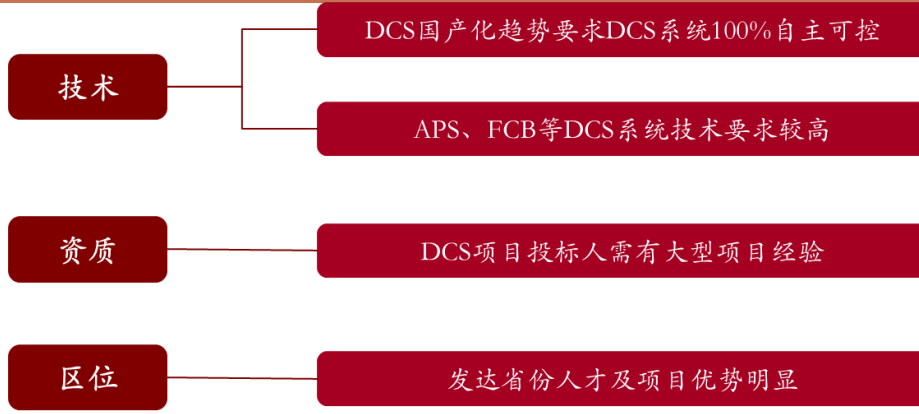 技术
DCS国产化趋势要求DCS系统100%自主可控
APS、FCB等DCS系统技术要求较高
资质
DCS项目投标人需有大型项目经验
区位
发达省份人才及项目优势明显